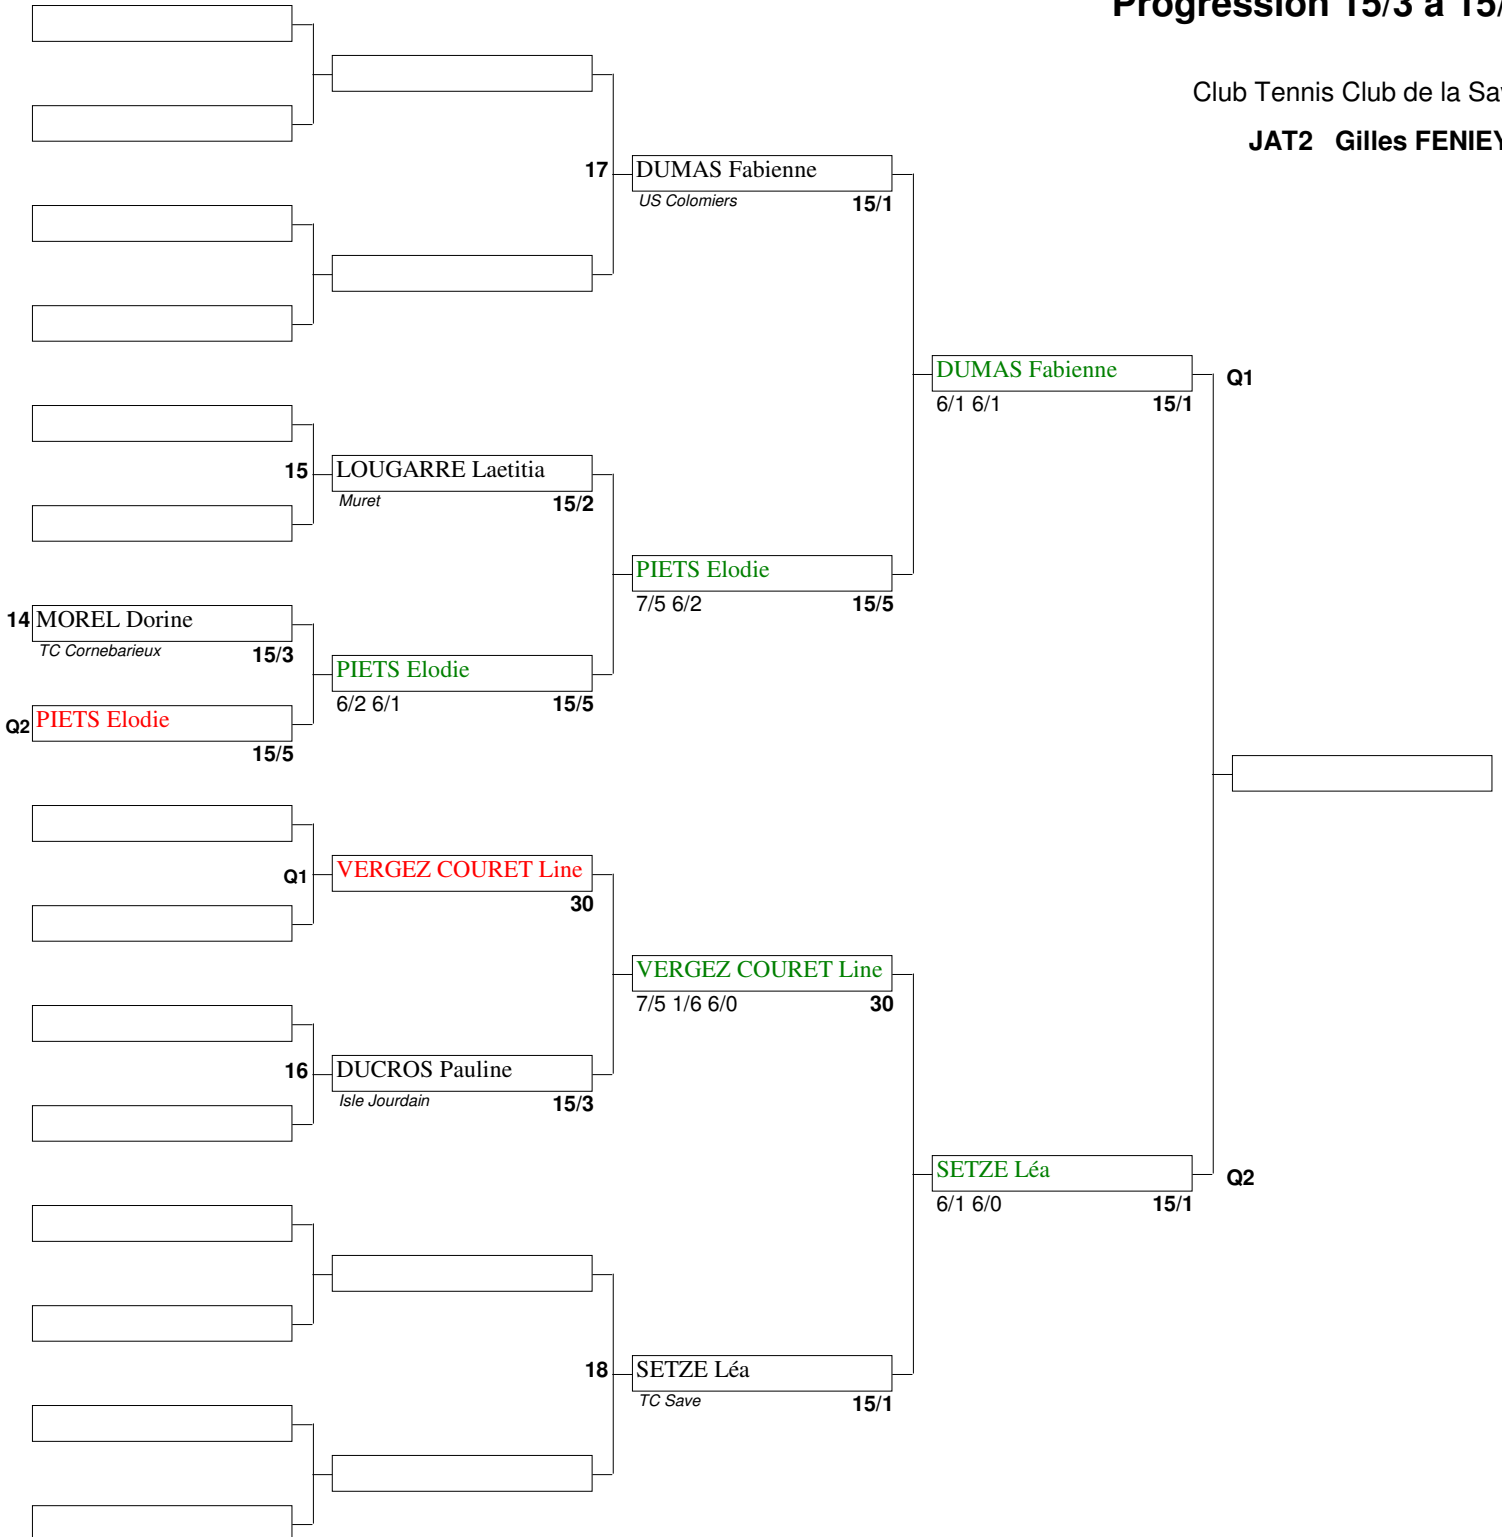 Progression 15/3 à 15/
Club Tennis Club de la Sav
JAT2 Gilles FENIEY
17 DUMAS Fabienne
US Colomiers 15/1
DUMAS Fabienne Q1
6/1 6/1 15/1
15 LOUGARRE Laetitia
Muret 15/2
PIETS Elodie
7/5 6/2 15/5
14 MOREL Dorine
TC Cornebarieux 15/3
PIETS Elodie
6/2 6/1 15/5
Q2 PIETS Elodie
15/5
Q1 VERGEZ COURET Line
30
VERGEZ COURET Line
7/5 1/6 6/0 30
16 DUCROS Pauline
Isle Jourdain 15/3
SETZE Léa Q2
6/1 6/0 15/1
18 SETZE Léa
TC Save 15/1